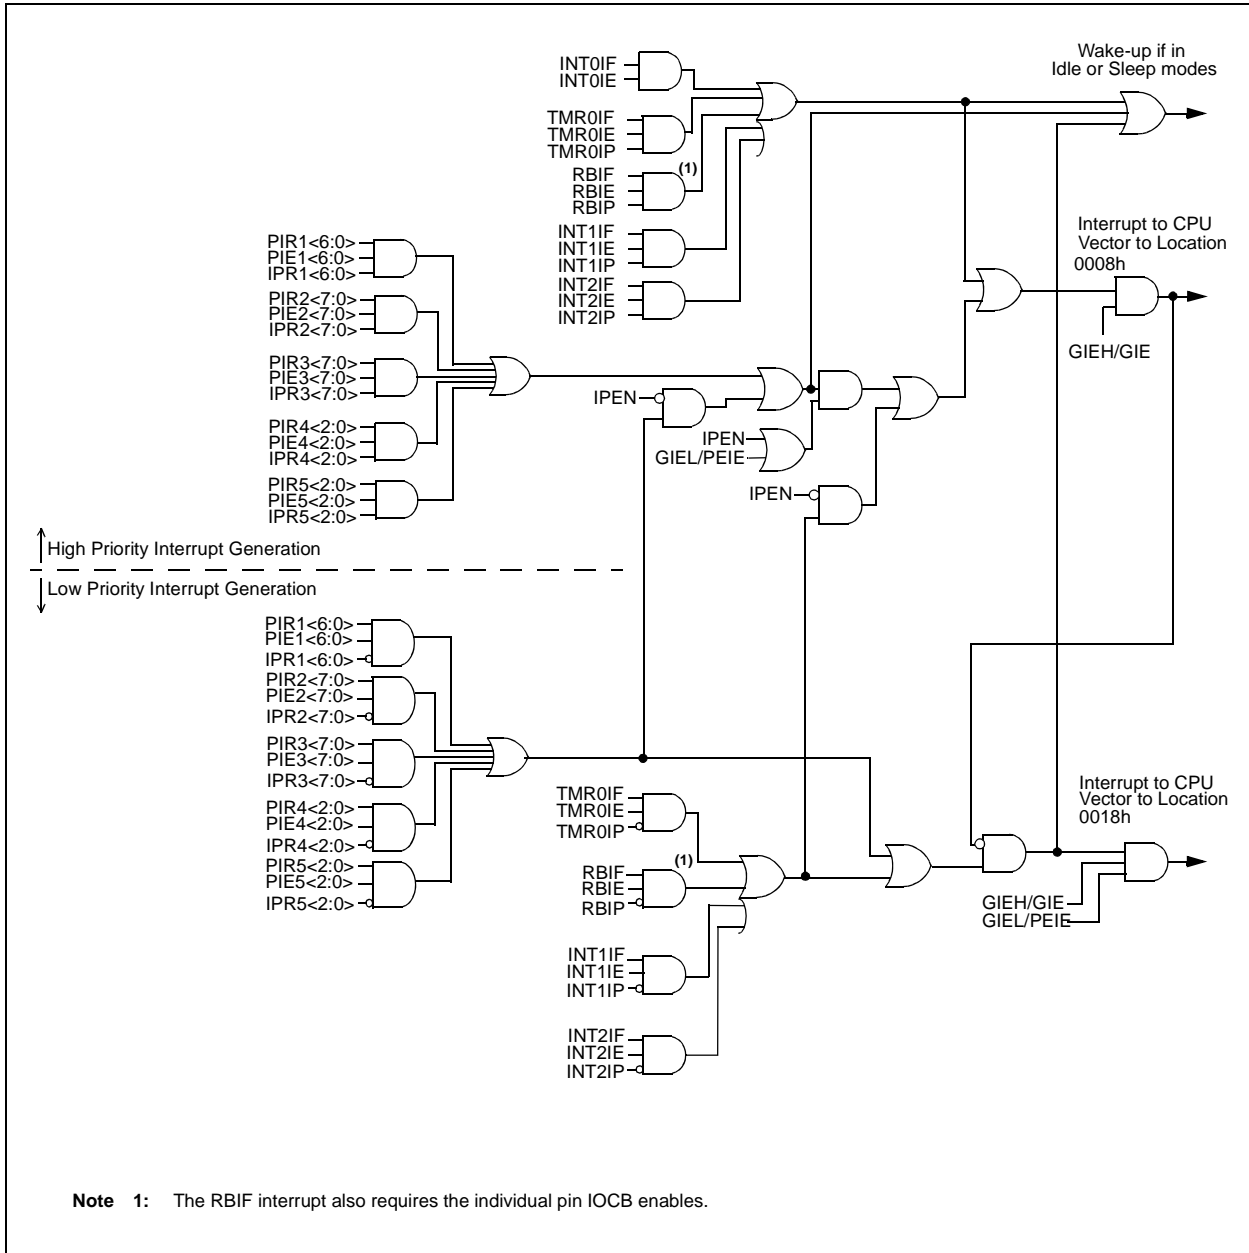 Wake-up if in
Idle or Sleep modes
INT0IF
INT0IE
TMR0IF
TMR0IE
TMR0IP
(1)
RBIF
RBIE
RBIP
INT1IF
INT1IE
INT1IP
INT2IF
INT2IE
INT2IP
Interrupt to CPU
Vector to Location
0008h
GIEH/GIE
PIR1<6:0>
PIE1<6:0>
IPR1<6:0>
PIR2<7:0>
PIE2<7:0>
IPR2<7:0>
PIR3<7:0>
PIE3<7:0>
IPR3<7:0>
PIR4<2:0>
PIE4<2:0>
IPR4<2:0>
PIR5<2:0>
PIE5<2:0>
IPR5<2:0>
IPEN
IPEN
GIEL/PEIE
IPEN
High Priority Interrupt Generation
Low Priority Interrupt Generation
PIR1<6:0>
PIE1<6:0>
IPR1<6:0>
PIR2<7:0>
PIE2<7:0>
IPR2<7:0>
PIR3<7:0>
PIE3<7:0>
IPR3<7:0>
PIR4<2:0>
PIE4<2:0>
IPR4<2:0>
PIR5<2:0>
PIE5<2:0>
IPR5<2:0>
TMR0IF
TMR0IE
TMR0IP
(1)
RBIF
RBIE
RBIP
INT1IF
INT1IE
INT1IP
INT2IF
INT2IE
INT2IP
Interrupt to CPU
Vector to Location
0018h
GIEH/GIE
GIEL/PEIE
Note 1: The RBIF interrupt also requires the individual pin IOCB enables.